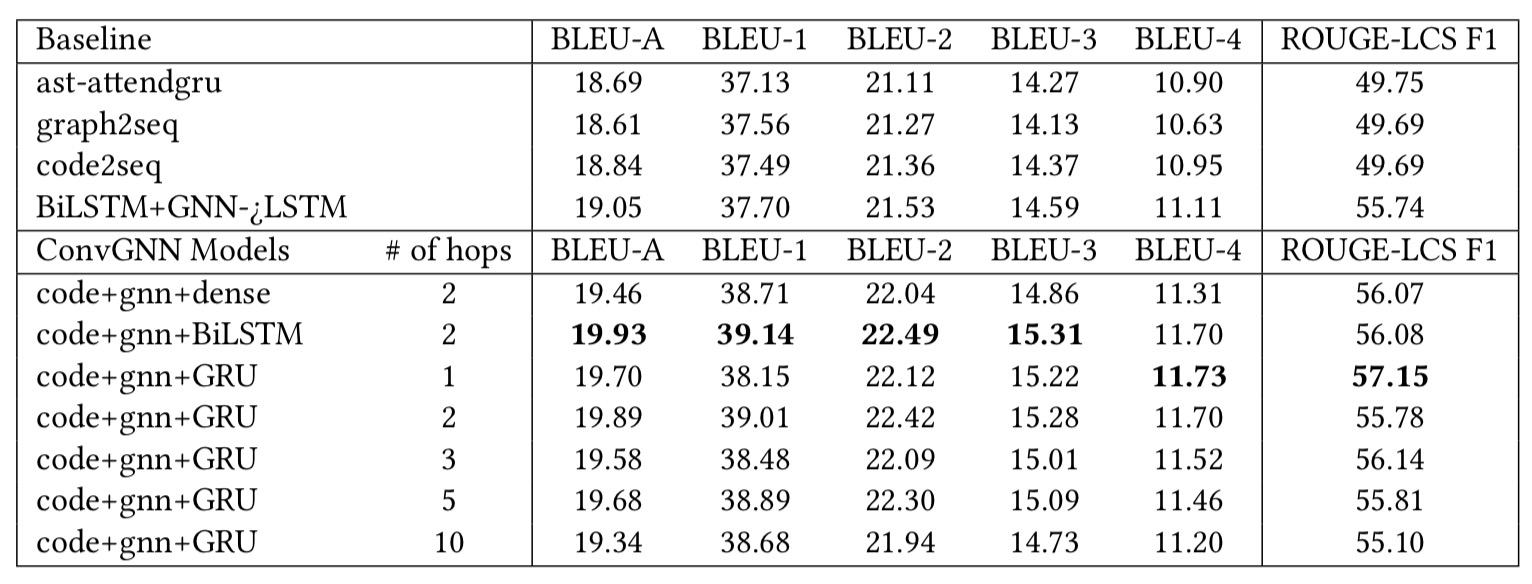 Baseline BLEU-A BLEU-1 BLEU-2 BLEU-3 BLEU-4 ROUGE-LCS F1
ast-attendgru 18.69 37.13 21.11 14.27 10.90 49.75
graph2seq 18.61 37.56 21.27 14.13 10.63 49.69
code2seq 18.84 37.49 21.36 14.37 10.95 49.69
BiLSTM+GNN-¿LSTM 19.05 37.70 21.53 14.59 11.11 55.74
ConvGNN Models # of hops BLEU-A BLEU-1 BLEU-2 BLEU-3 BLEU-4 ROUGE-LCS F1
code+gnn+dense 2 19.46 38.71 22.04 14.86 11.31 56.07
code+gnn+BiLSTM 2 19.93 39.14 22.49 15.31 11.70 56.08
code+gnn+GRU 1 19.70 38.15 22.12 15.22 11.73 57.15
code+gnn+GRU 2 19.89 39.01 22.42 15.28 11.70 55.78
code+gnn+GRU 3 19.58 38.48 22.09 15.01 11.52 56.14
code+gnn+GRU 5 19.68 38.89 22.30 15.09 11.46 55.81
code+gnn+GRU 10 19.34 38.68 21.94 14.73 11.20 55.10